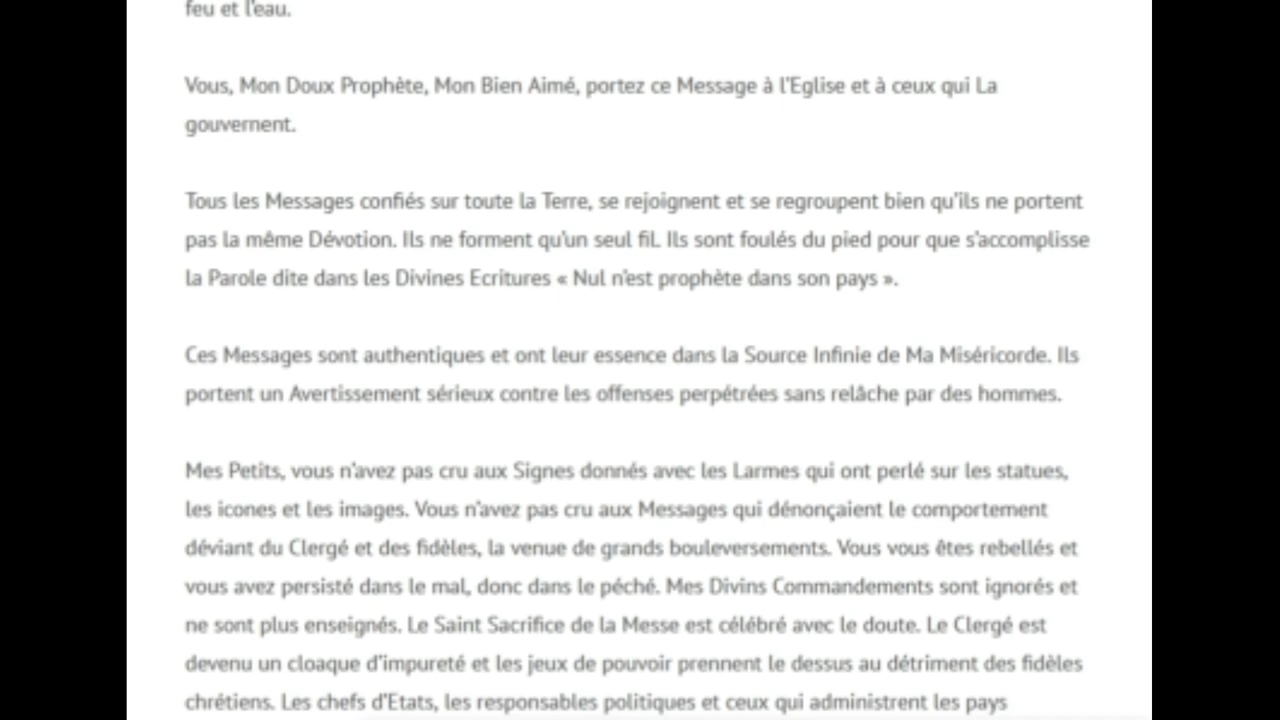 feu et l'eau.
Vous, Mon Doux Prophète, Mon Bien Aimé, portez ce Message à l'Eglise et à ceux qui La
gouvernent.
Tous les Messages confiés sur toute la Terre, se rejoignent et se regroupent bien qu'ils ne portent
pas la même Dévotion. Ils ne forment qu'un seul fil. Ils sont foulés du pied pour que s'accomplisse
la Parole dite dans les Divines Ecritures « Nul n'est prophète dans son pays ».
Ces Messages sont authentiques et ont leur essence dans la Source Infinie de Ma Miséricorde. Ils
portent un Avertissement sérieux contre les offenses perpétrées sans relâche par des hommes.
Mes Petits, vous n'avez pas cru aux Signes donnés avec les Larmes qui ont perlé sur les statues,
les icones et les images. Vous n'avez pas cru aux Messages qui dénonçaient le comportement
déviant du Clergé et des fidèles, la venue de grands bouleversements. Vous vous êtes rebellés et
vous avez persisté dans le mal, donc dans le péché. Mes Divins Commandements sont ignorés et
ne sont plus enseignés. Le Saint Sacrifice de la Messe est célébré avec le doute. Le Clergé est
devenu un cloaque d'impureté et les jeux de pouvoir prennent le dessus au détriment des fidèles
chrétiens. Les chefs d'Etats, les responsables politiques et ceux qui administrent les pays